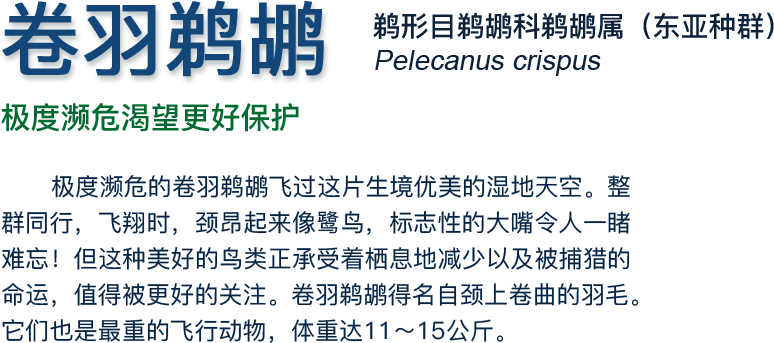 卷羽鹈鹕
鹈形目鹈鹕科鹈鹕属（东亚种群）
Pelecanus crispus
极度濒危渴望更好保护
极度濒危的卷羽鹈鹕飞过这片生境优美的湿地天空。整
群同行，飞翔时，颈昂起来像鹭鸟，标志性的大嘴令人一睹
难忘！但这种美好的鸟类正承受着栖息地减少以及被捕猎的
命运，值得被更好的关注。卷羽鹈鹕得名自颈上卷曲的羽毛。
它们也是最重的飞行动物，体重达11～15公斤。